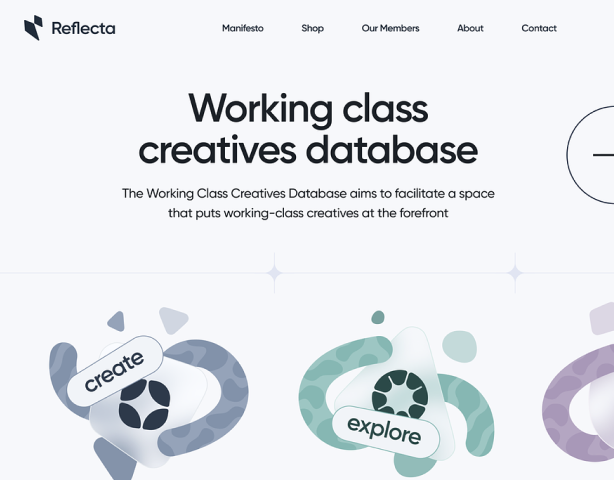 Reflecta
Manifesto Shop Our Members About Contact
Working class
creatives database
The Working Class Creatives Database aims to facilitate a space
that puts working-class creatives at the forefront
create
explore